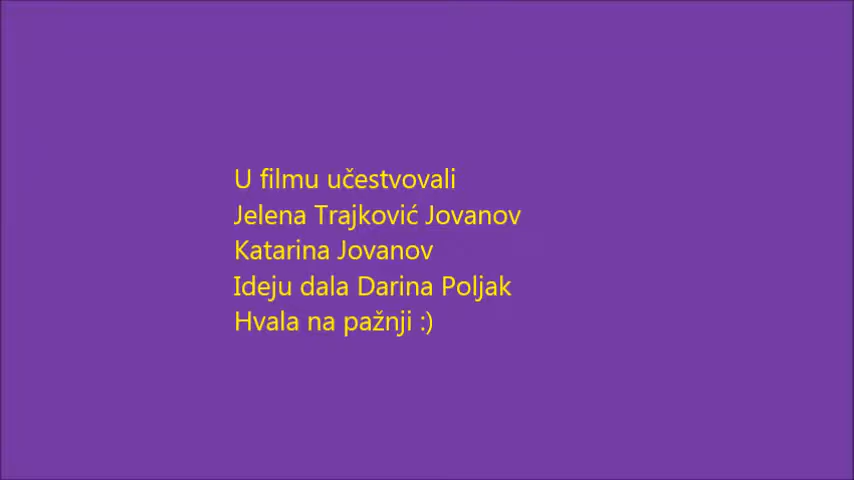 U filmu učestvovali
Jelena Trajković Jovanov
Katarina Jovanov
Ideju dala Darina Poljak
Hvala na pažnji :)